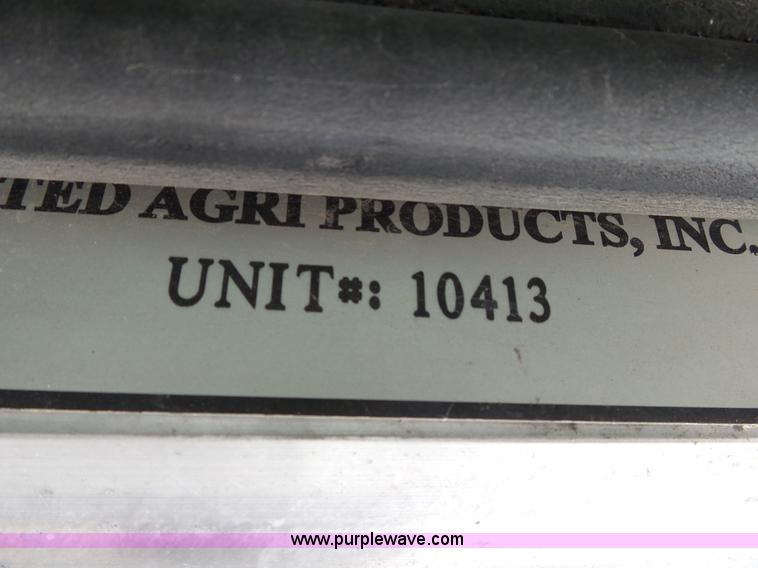 TED AGRI PRODUCTS, INC.
UNIT#: 10413
www.purplewave.com